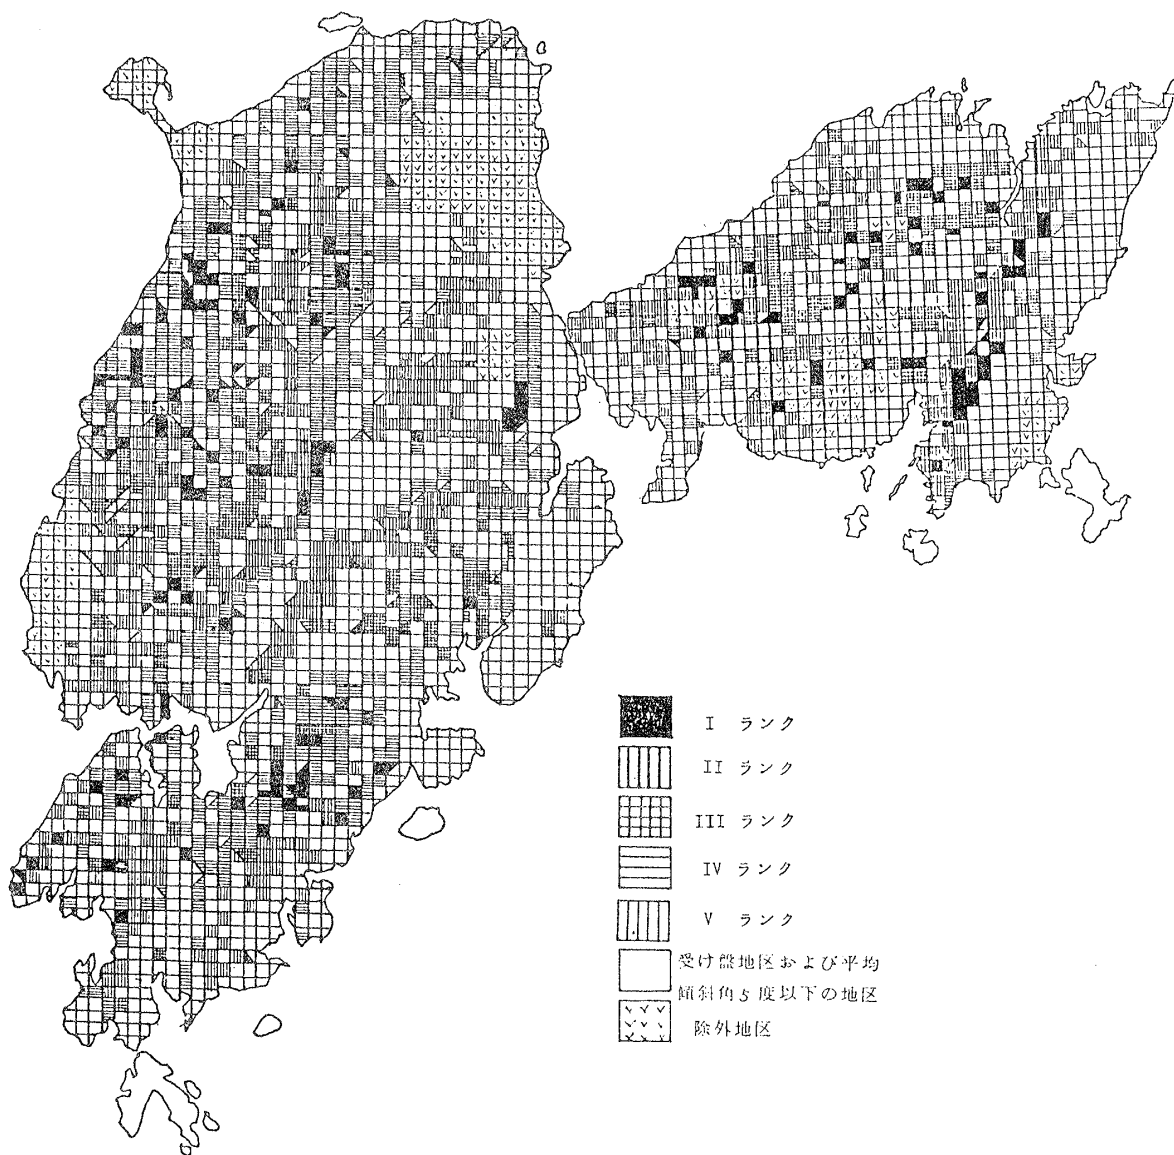 I ランク
II ランク
III ランク
IV ランク
V ランク
受け盤地区および平均
傾斜角5度以下の地区
除外地区